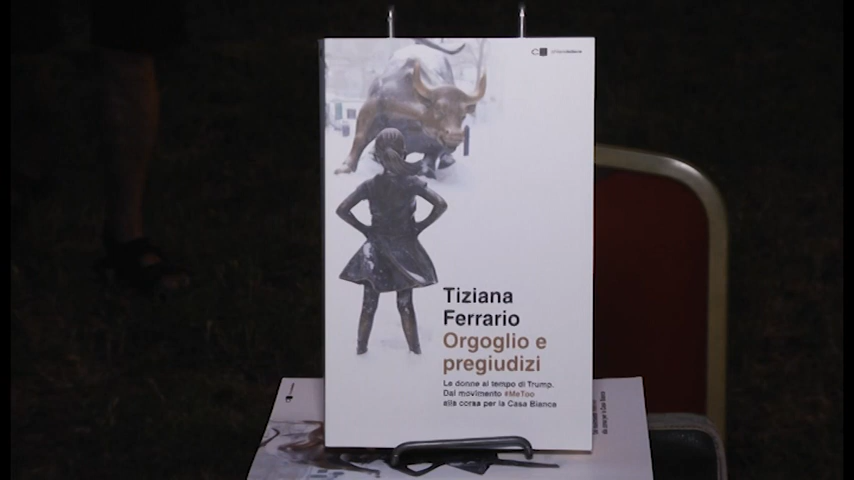 Tiziana
Ferrario
Orgoglio e
pregiudizi
Le donne al tempo di Trump.
Dal movimento #MeToo
alla corsa per la Casa Bianca